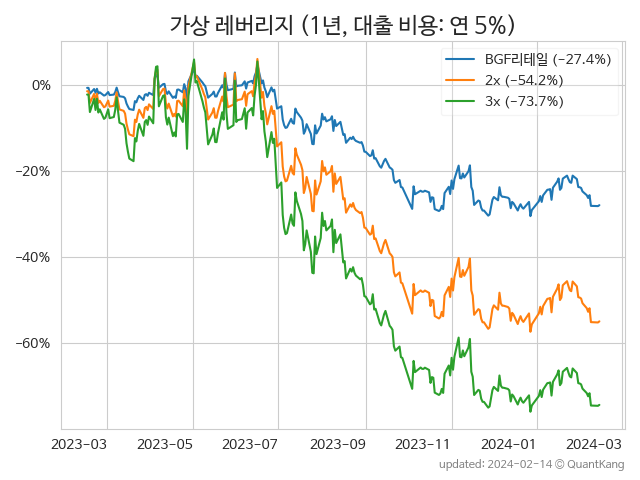 가상 레버리지 (1년, 대출 비용: 연 5%)
BGF리테일 (−27.4%)
2x (−54.2%)
3x (−73.7%)
0%
−20%
−40%
−60%
2023-03 2023-05 2023-07 2023-09 2023-11 2024-01 2024-03
updated: 2024-02-14 © QuantKang